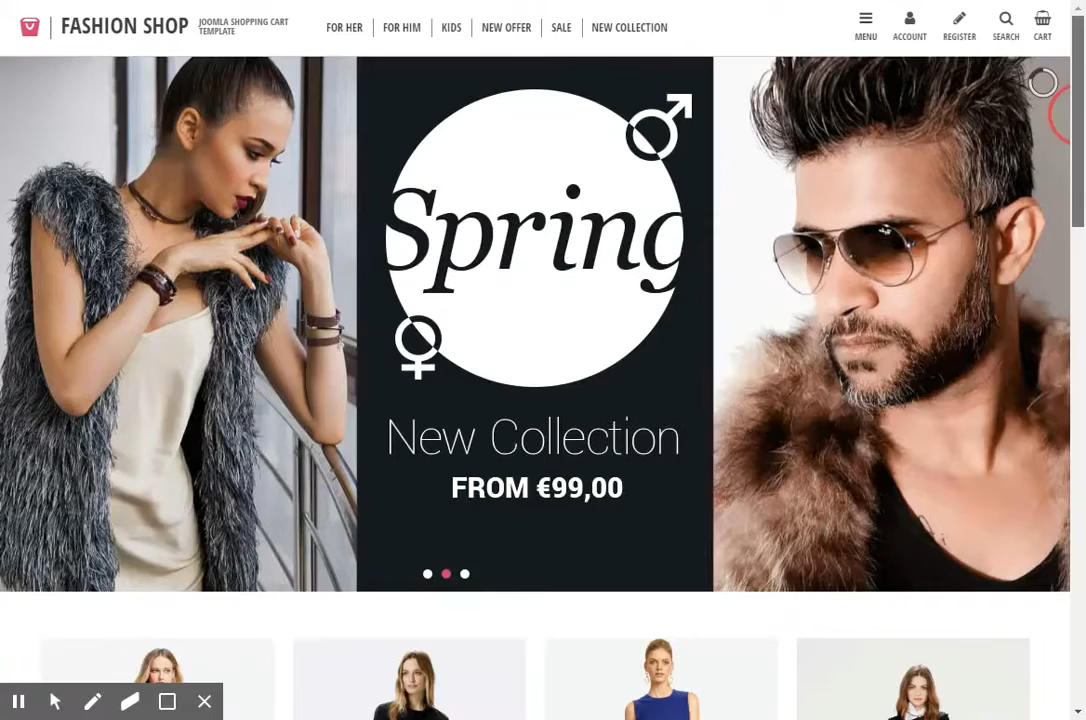 FASHION SHOP
JOOMLA SHOPPING CART
TEMPLATE
FOR HER
FOR HIM
KIDS
NEW OFFER
SALE
NEW COLLECTION
MENU
ACCOUNT
REGISTER
SEARCH
CART
Spring
New Collection
FROM €99,00